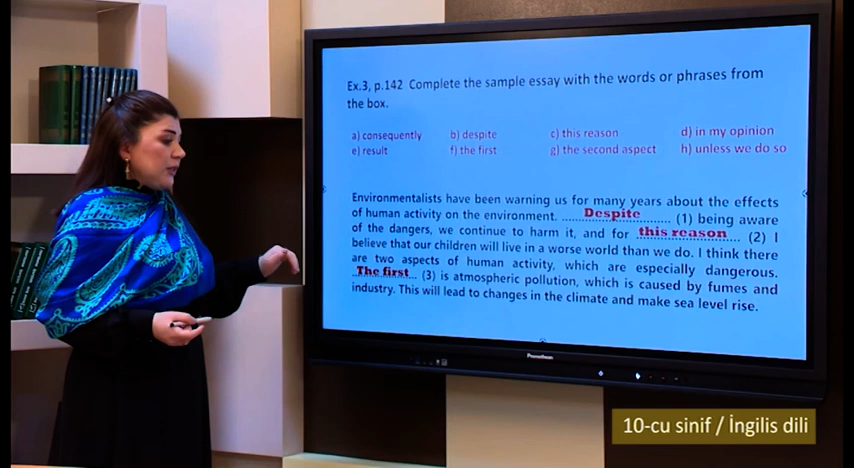 Ex.3, p.142 Complete the sample essay with the words or phrases from
the box.
a) consequently b) despite c) this reason d) in my opinion
e) result f) the first g) the second aspect h) unless we do so
Environmentalists have been warning us for many years about the effects
of human activity on the environment. ......Despite........ (1) being aware
of the dangers, we continue to harm it, and for this reason... (2) I
believe that our children will live in a worse world than we do. I think there
are two aspects of human activity, which are especially dangerous.
.The first.. (3) is atmospheric pollution, which is caused by fumes and
industry. This will lead to changes in the climate and make sea level rise.
Promethean
10-cu sinif / İngilis dili